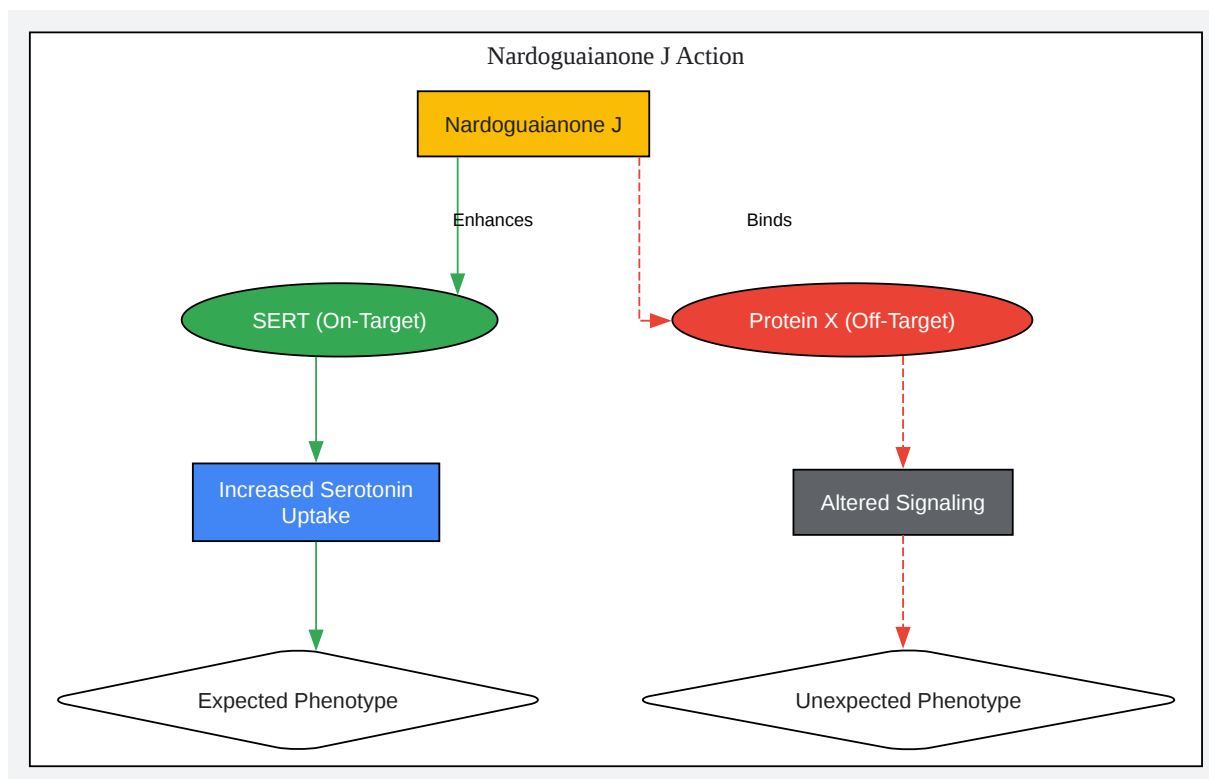 Nardoguaianone J Action
Nardoguaianone J
Enhances
Binds
SERT (On-Target)
Protein X (Off-Target)
Increased Serotonin
Uptake
Altered Signaling
Expected Phenotype
Unexpected Phenotype